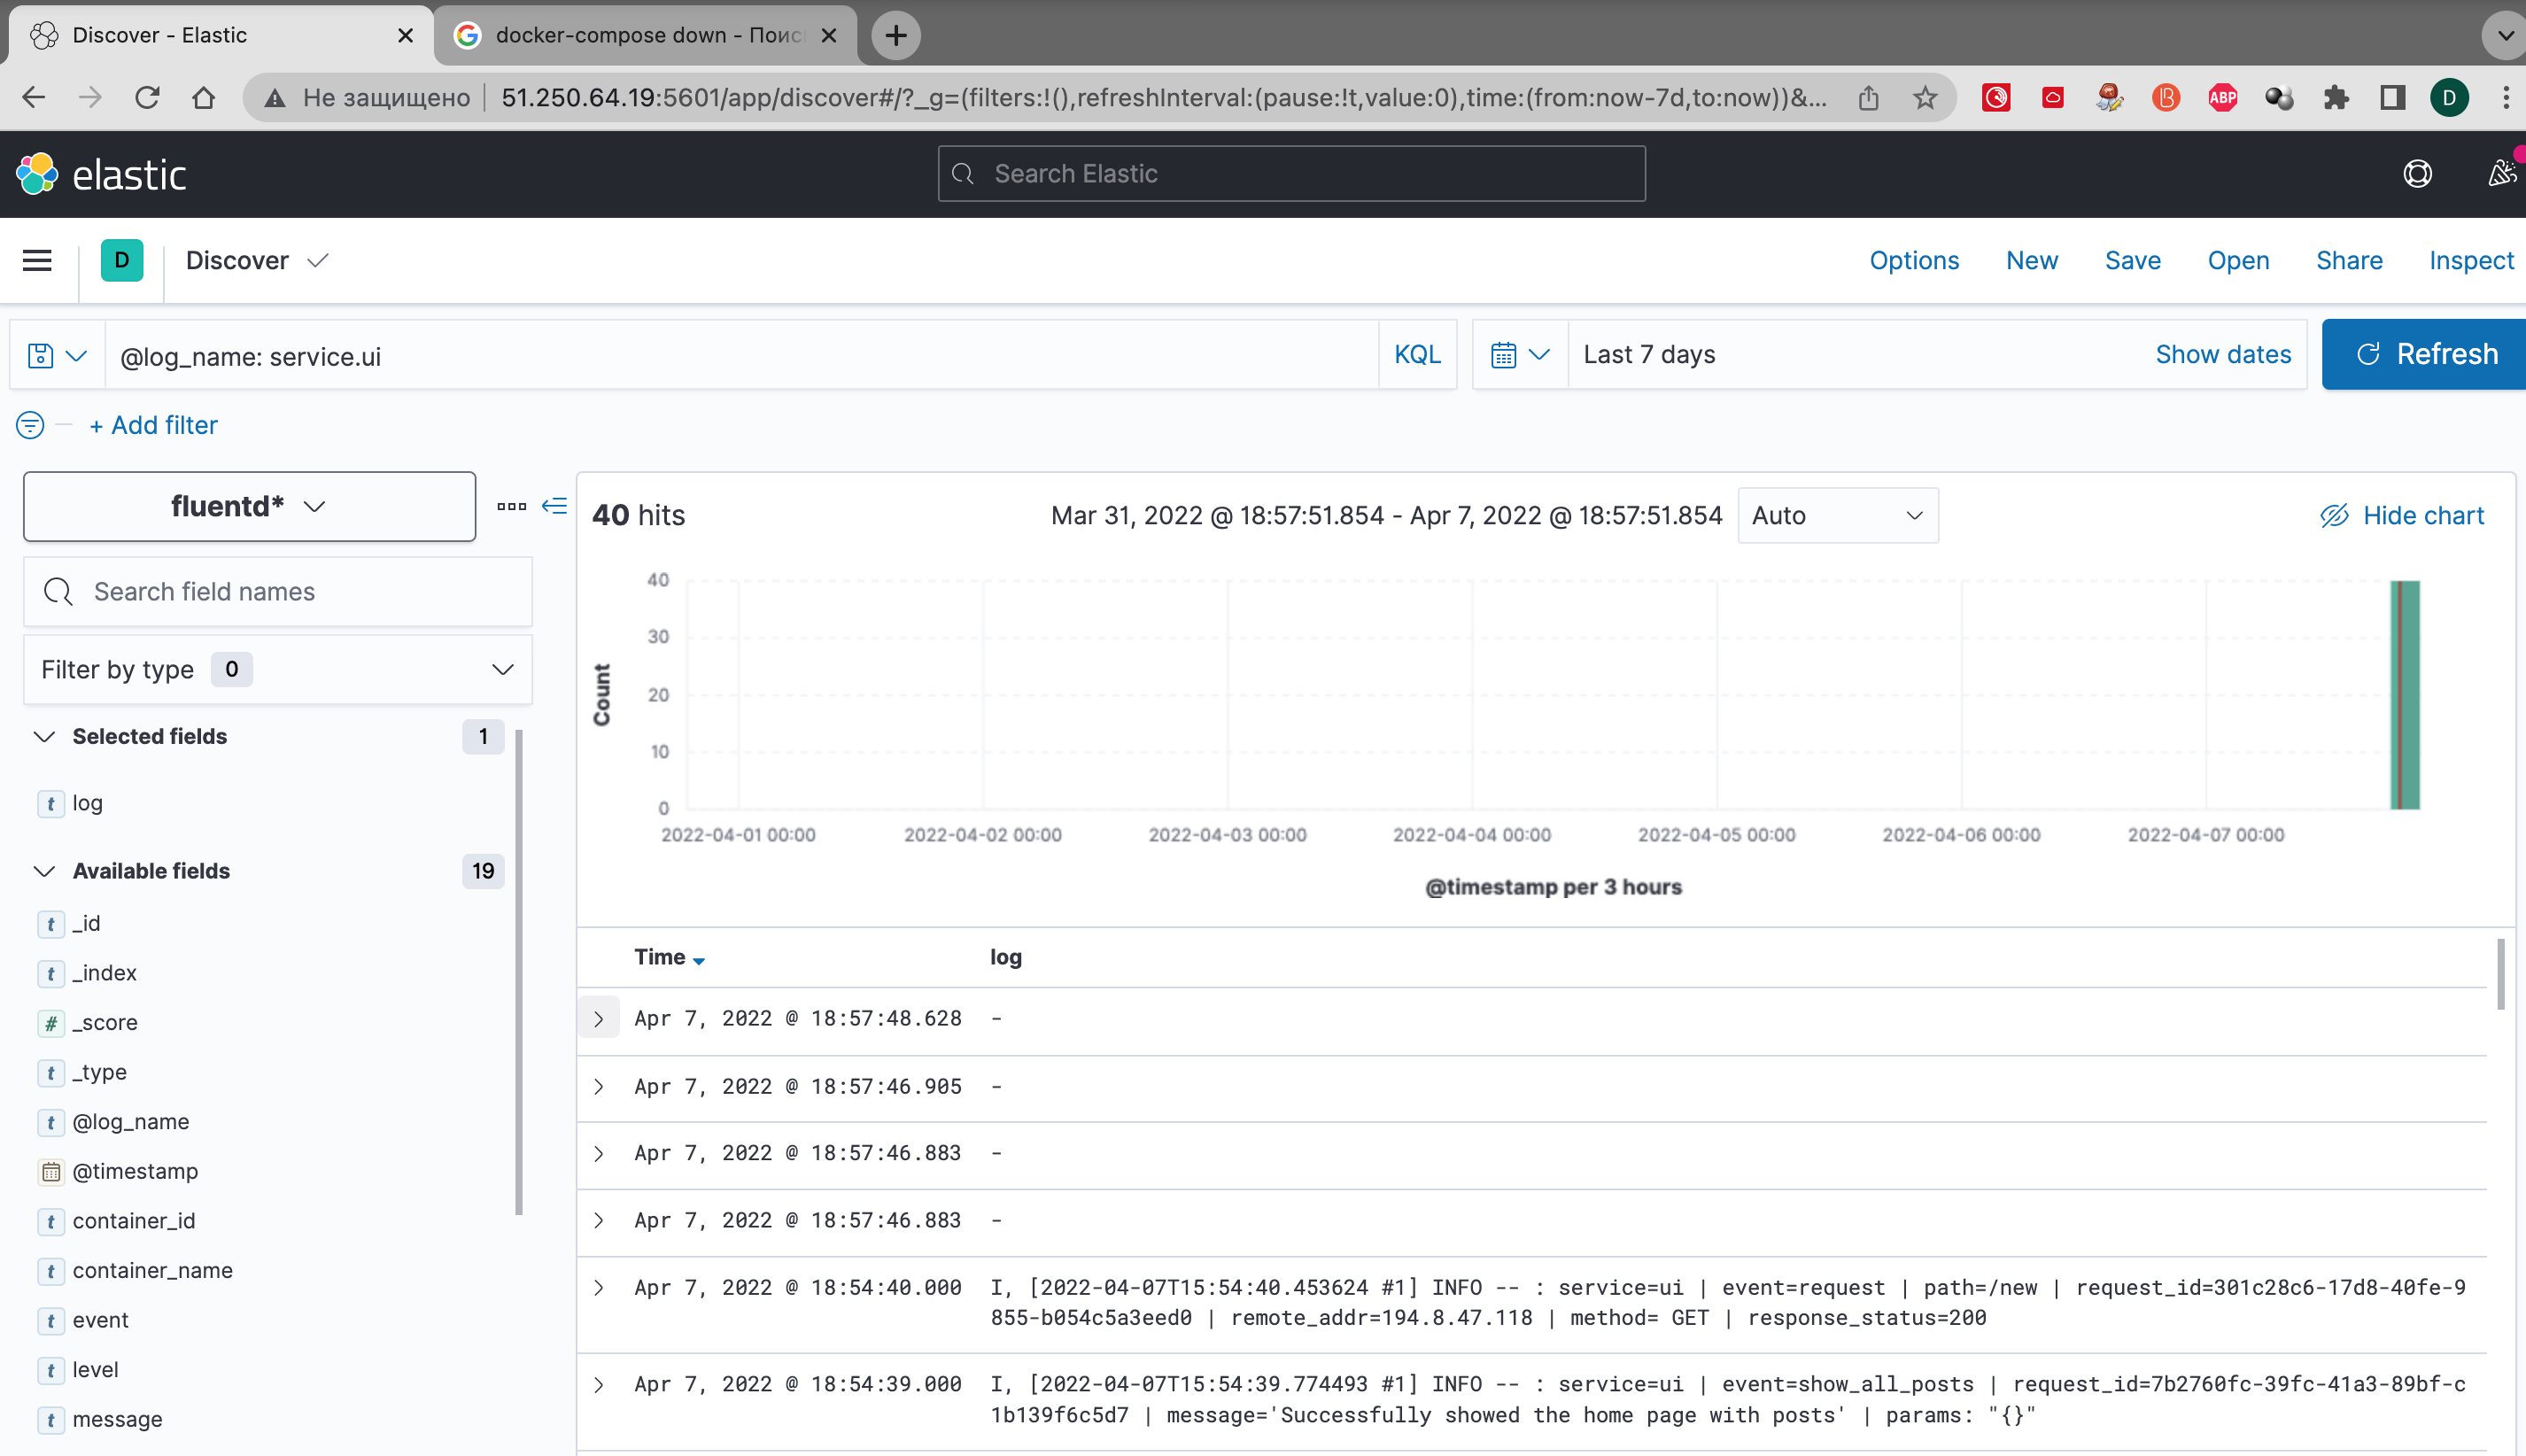 Discover - Elastic
docker-compose down - Поис
Не защищено
51.250.64.19:5601/app/discover#/?_g=(filters:!(),refreshInterval:(pause:!t,value:0),time:(from:now-7d,to:now))&...
ABP
D
elastic
Search Elastic
D
Discover
Options
New
Save
Open
Share
Inspect
@log_name: service.ui
KQL
Last 7 days
Show dates
Refresh
+ Add filter
fluentd*
40 hits
Mar 31, 2022 @ 18:57:51.854 - Apr 7, 2022 @ 18:57:51.854
Auto
Hide chart
Search field names
Filter by type 0
Selected fields 1
t log
Available fields 19
t _id
t _index
# _score
t _type
t @log_name
@timestamp
t container_id
t container_name
t event
t level
t message
Count
40
30
20
10
0
2022-04-01 00:00
2022-04-02 00:00
2022-04-03 00:00
2022-04-04 00:00
2022-04-05 00:00
2022-04-06 00:00
2022-04-07 00:00
@timestamp per 3 hours
Time log
Apr 7, 2022 @ 18:57:48.628 -
Apr 7, 2022 @ 18:57:46.905 -
Apr 7, 2022 @ 18:57:46.883 -
Apr 7, 2022 @ 18:57:46.883 -
Apr 7, 2022 @ 18:54:40.000 I, [2022-04-07T15:54:40.453624 #1] INFO -- : service=ui | event=request | path=/new | request_id=301c28c6-17d8-40fe-9
855-b054c5a3eed0 | remote_addr=194.8.47.118 | method= GET | response_status=200
Apr 7, 2022 @ 18:54:39.000 I, [2022-04-07T15:54:39.774493 #1] INFO -- : service=ui | event=show_all_posts | request_id=7b2760fc-39fc-41a3-89bf-c
1b139f6c5d7 | message='Successfully showed the home page with posts' | params: "{}"